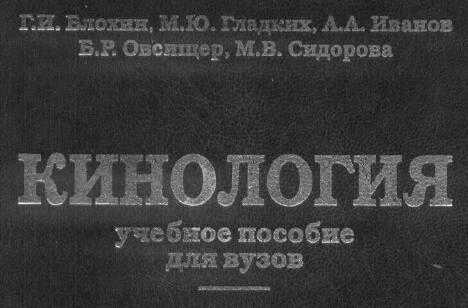 Г.И. Блохин, М.Ю. Гладких, А.А. Иванов
Б.Р. Овсищер, М.В. Сидорова
КИНОЛОГИЯ
учебное пособие
для вузов